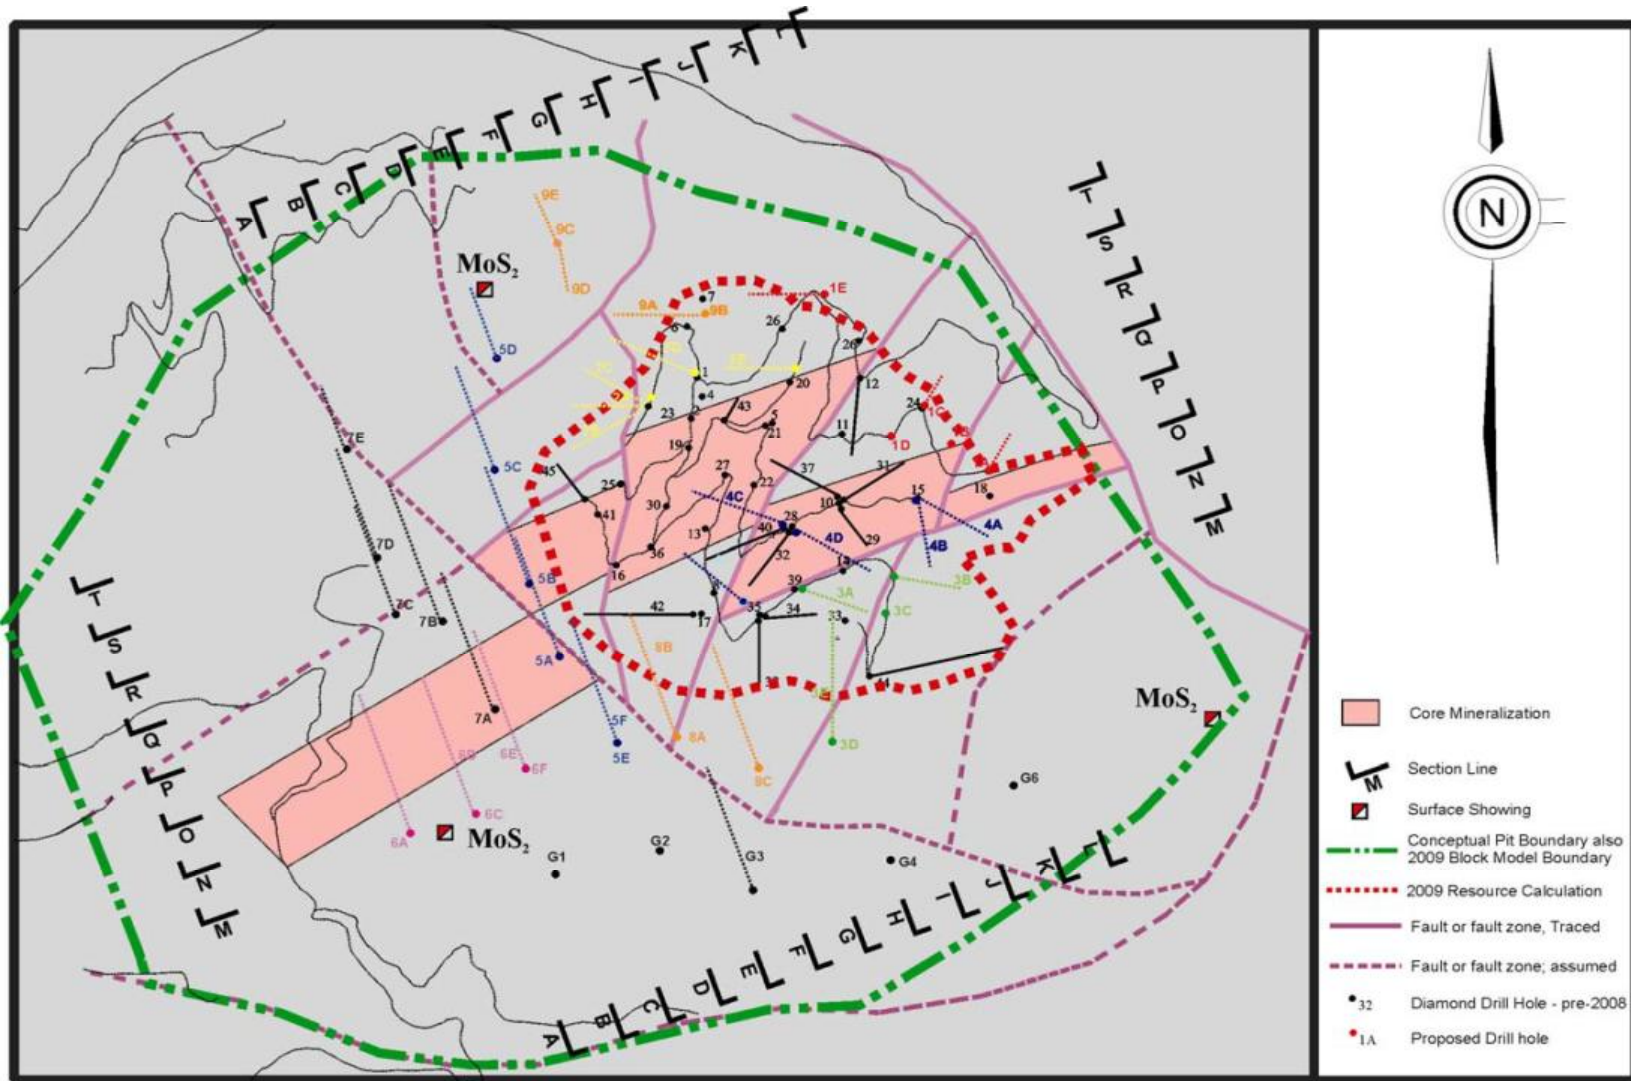 A B C D E F G H I J K L
T S R Q P O N M
N
9E
9C
9D
MoS₂
9A
9B
7
1E
6
26
26
5D
1
20
12
4
2
23
43
5
21
24
1C
11
1D
1B
19
7E
5C
45
25
27
22
37
31
18
30
4C
10
15
41
13
28
40
4D
29
4A
4B
7D
36
32
16
14
5B
39
3A
3B
35
34
3C
33
42
17
7C
7B
8B
5A
44
7A
5F
5E
8A
3D
6B
6E
6F
8C
6C
6A
MoS₂
MoS₂
G6
G1
G2
G3
G4
T S R Q P O N M
A B C D E F G H I J K L
Core Mineralization
M Section Line
Surface Showing
Conceptual Pit Boundary also
2009 Block Model Boundary
2009 Resource Calculation
Fault or fault zone, Traced
Fault or fault zone; assumed
32 Diamond Drill Hole - pre-2008
1A Proposed Drill hole